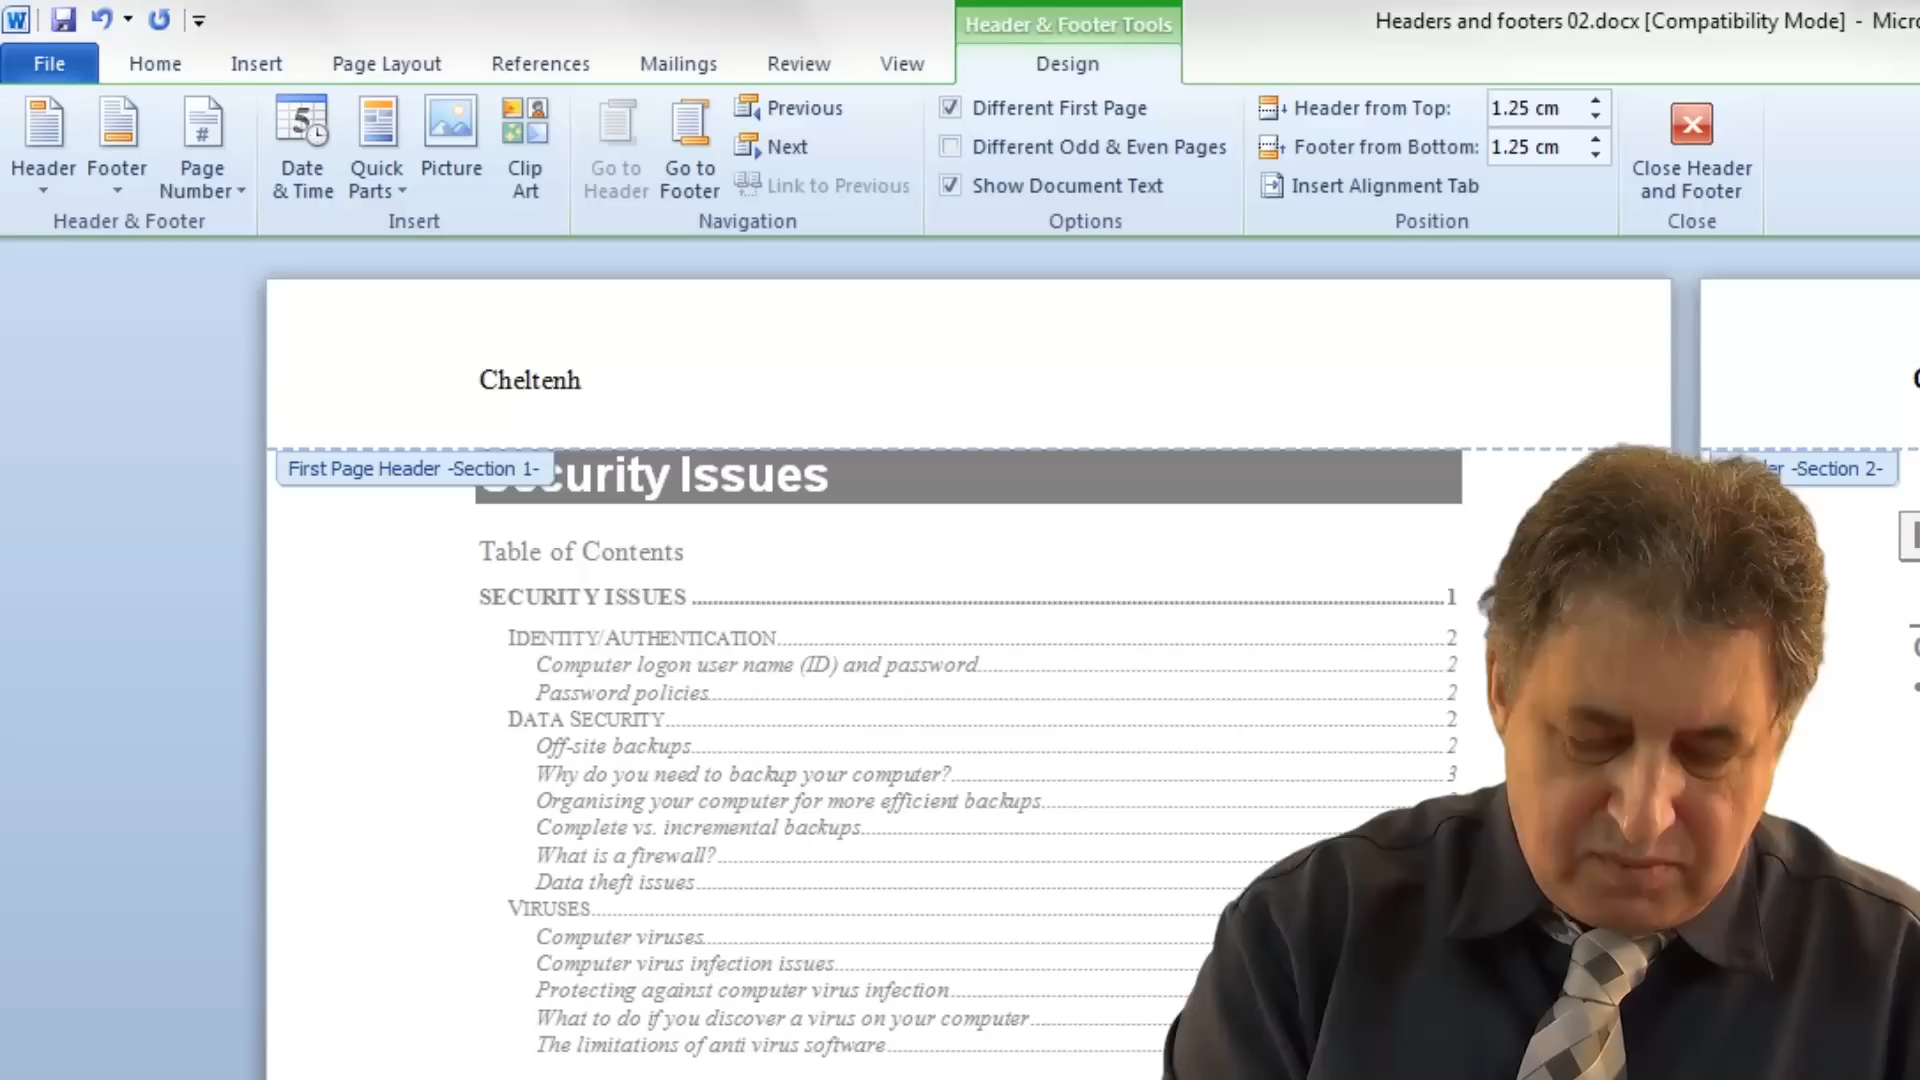 Header & Footer Tools
Headers and footers 02.docx [Compatibility Mode] - Micro
File Home Insert Page Layout References Mailings Review View Design
Header Footer Page Number
Header & Footer
Date & Time Quick Parts Picture Clip Art
Insert
Go to Header Go to Footer Previous Next Link to Previous
Navigation
Different First Page
Different Odd & Even Pages
Show Document Text
Options
Header from Top: 1.25 cm
Footer from Bottom: 1.25 cm
Insert Alignment Tab
Position
Close Header and Footer
Close
Cheltenh
First Page Header -Section 1-
curity Issues
-Section 2-
Table of Contents
SECURITY ISSUES 1
IDENTITY/AUTHENTICATION 2
Computer logon user name (ID) and password 2
Password policies 2
DATA SECURITY 2
Off-site backups 2
Why do you need to backup your computer? 3
Organising your computer for more efficient backups
Complete vs. incremental backups
What is a firewall?
Data theft issues
VIRUSES
Computer viruses
Computer virus infection issues
Protecting against computer virus infection
What to do if you discover a virus on your computer
The limitations of anti virus software